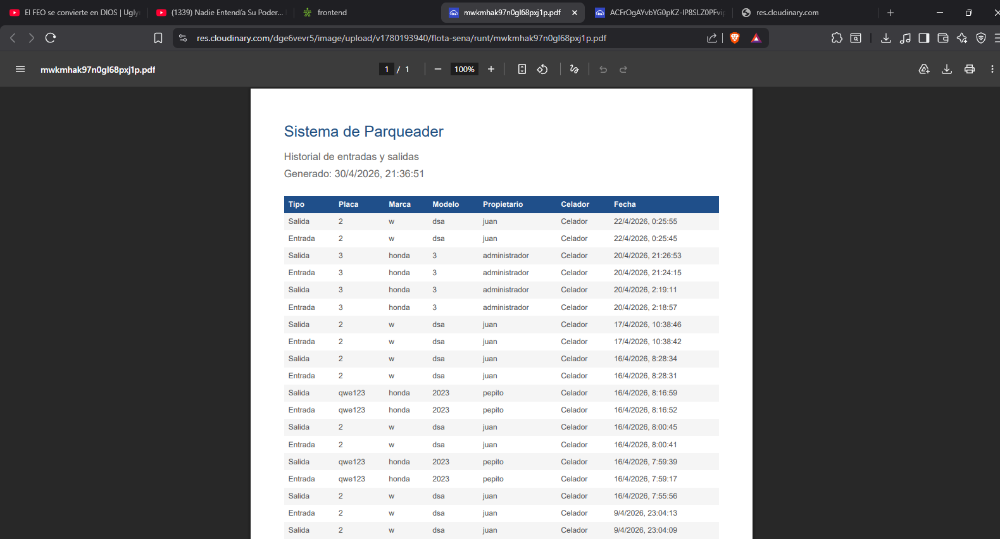 El FEO se convierte en DIOS | Ugly
(1339) Nadie Entendía Su Poder...
frontend
mwkmhak97n0gl68pxj1p.pdf
ACFrOgAYvbYG0pKZ-IP8SLZ0PFvip
res.cloudinary.com
res.cloudinary.com/dge6vevr5/image/upload/v1780193940/flota-sena/runt/mwkmhak97n0gl68pxj1p.pdf
mwkmhak97n0gl68pxj1p.pdf
1 / 1
100%
Sistema de Parqueader
Historial de entradas y salidas
Generado: 30/4/2026, 21:36:51
Tipo Placa Marca Modelo Propietario Celador Fecha
Salida 2 w dsa juan Celador 22/4/2026, 0:25:55
Entrada 2 w dsa juan Celador 22/4/2026, 0:25:45
Salida 3 honda 3 administrador Celador 20/4/2026, 21:26:53
Entrada 3 honda 3 administrador Celador 20/4/2026, 21:24:15
Salida 3 honda 3 administrador Celador 20/4/2026, 2:19:11
Entrada 3 honda 3 administrador Celador 20/4/2026, 2:18:57
Salida 2 w dsa juan Celador 17/4/2026, 10:38:46
Entrada 2 w dsa juan Celador 17/4/2026, 10:38:42
Salida 2 w dsa juan Celador 16/4/2026, 8:28:34
Entrada 2 w dsa juan Celador 16/4/2026, 8:28:31
Salida qwe123 honda 2023 pepito Celador 16/4/2026, 8:16:59
Entrada qwe123 honda 2023 pepito Celador 16/4/2026, 8:16:52
Salida 2 w dsa juan Celador 16/4/2026, 8:00:45
Entrada 2 w dsa juan Celador 16/4/2026, 8:00:41
Salida qwe123 honda 2023 pepito Celador 16/4/2026, 7:59:39
Entrada qwe123 honda 2023 pepito Celador 16/4/2026, 7:59:17
Salida 2 w dsa juan Celador 16/4/2026, 7:55:56
Entrada 2 w dsa juan Celador 9/4/2026, 23:04:13
Salida 2 w dsa juan Celador 9/4/2026, 23:04:09